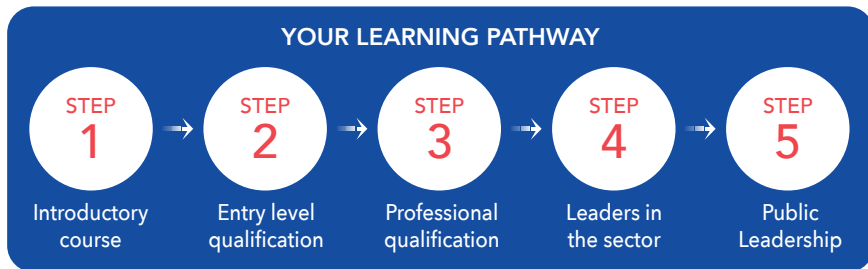 YOUR LEARNING PATHWAY
STEP
1
Introductory
course
STEP
2
Entry level
qualification
STEP
3
Professional
qualification
STEP
4
Leaders in
the sector
STEP
5
Public
Leadership